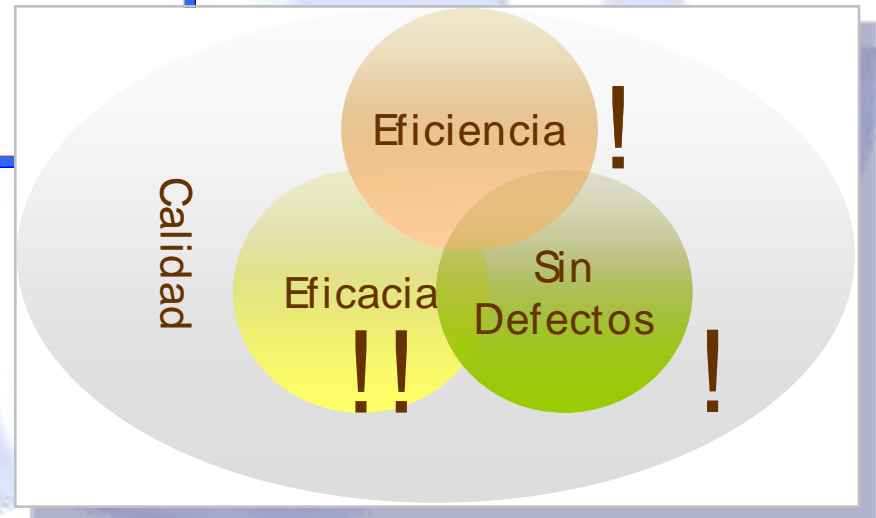 Eficiencia
!
Calidad
Eficacia
!!
Sin
Defectos
!